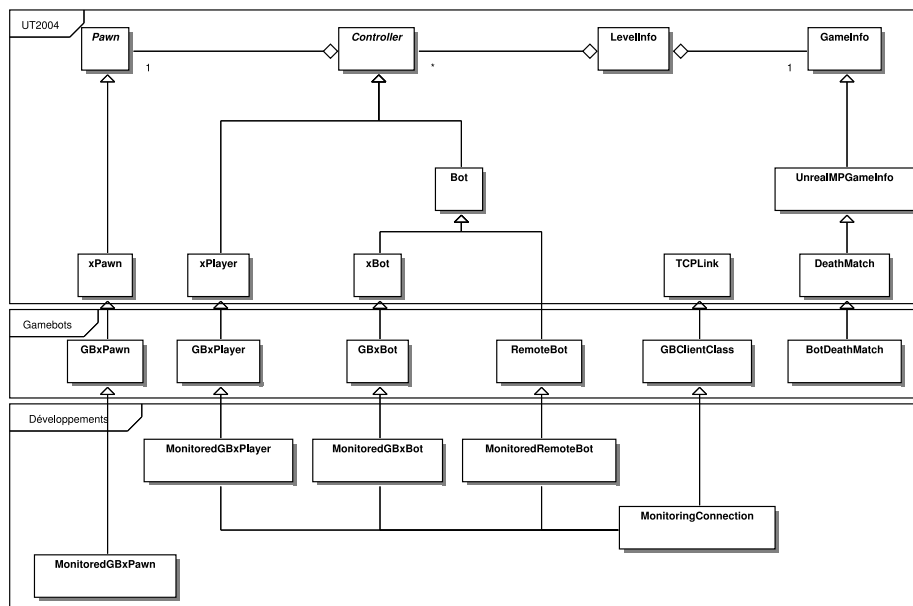 UT2004
Pawn
Controller
LevelInfo
GameInfo
1
*
1
Bot
UnrealMPGameInfo
xPawn
xPlayer
xBot
TCPLink
DeathMatch
Gamebots
GBxPawn
GBxPlayer
GBxBot
RemoteBot
GBClientClass
BotDeathMatch
Développements
MonitoredGBxPlayer
MonitoredGBxBot
MonitoredRemoteBot
MonitoringConnection
MonitoredGBxPawn